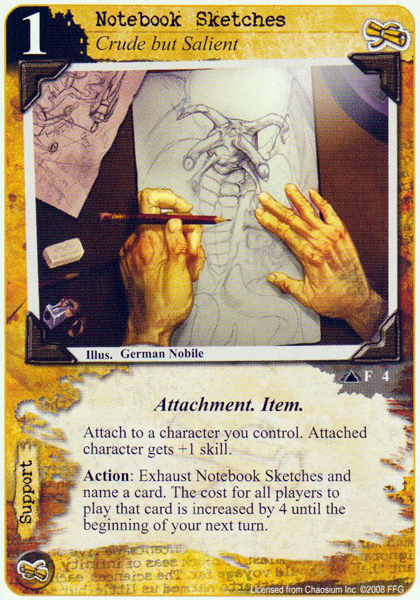 1
Notebook Sketches
Crude but Salient
Illus. German Nobile
F 4
Attachment. Item.
Attach to a character you control. Attached
character gets +1 skill.
Action: Exhaust Notebook Sketches and
name a card. The cost for all players to
play that card is increased by 4 until the
beginning of your next turn.
Support
Licensed from Chaosium Inc. ©2008 FFG